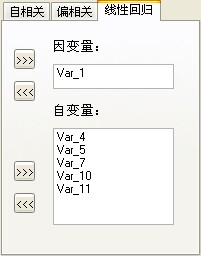 自相关 偏相关 线性回归
因变量：
>>>
Var_1
<<<
自变量：
Var_4
Var_5
Var_7
>>>
Var_10
Var_11
<<<